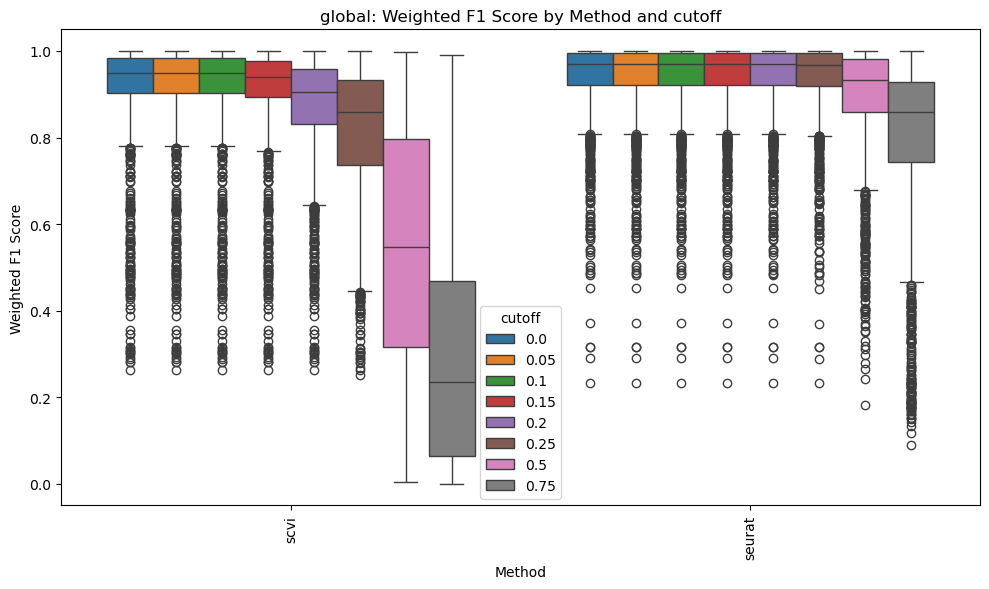 global: Weighted F1 Score by Method and cutoff
Weighted F1 Score
1.0
0.8
0.6
0.4
0.2
0.0
cutoff
0.0
0.05
0.1
0.15
0.2
0.25
0.5
0.75
scvi
seurat
Method